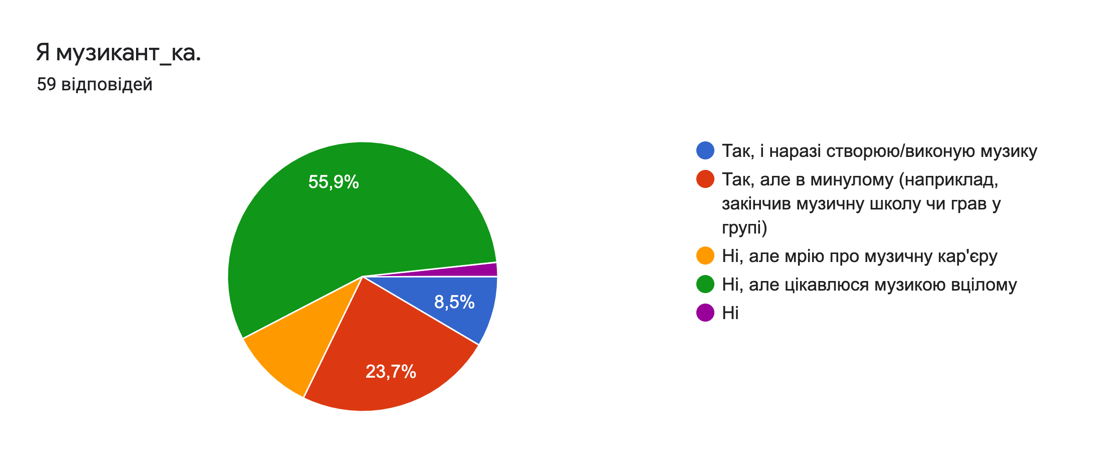 Я музикант_ка.
59 відповідей
55,9%
8,5%
23,7%
Так, і наразі створюю/виконую музику
Так, але в минулому (наприклад,
закінчив музичну школу чи грав у
групі)
Ні, але мрію про музичну кар'єру
Ні, але цікавлюся музикою вцілому
Ні